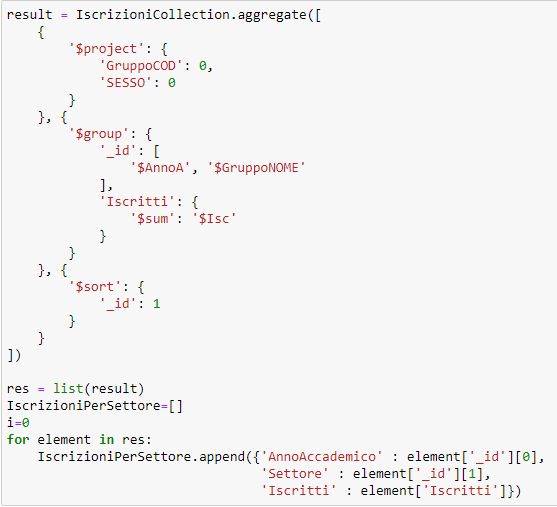 result = IscrizioniCollection.aggregate([
    {
        '$project': {
            'GruppoCOD': 0,
            'SESSO': 0
        }
    }, {
        '$group': {
            '_id': [
                '$AnnoA', '$GruppoNOME'
            ],
            'Iscritti': {
                '$sum': '$Isc'
            }
        }
    }, {
        '$sort': {
            '_id': 1
        }
    }
])

res = list(result)
IscrizioniPerSettore=[]
i=0
for element in res:
    IscrizioniPerSettore.append({'AnnoAccademico' : element['_id'][0],
                                 'Settore' : element['_id'][1],
                                 'Iscritti' : element['Iscritti']})